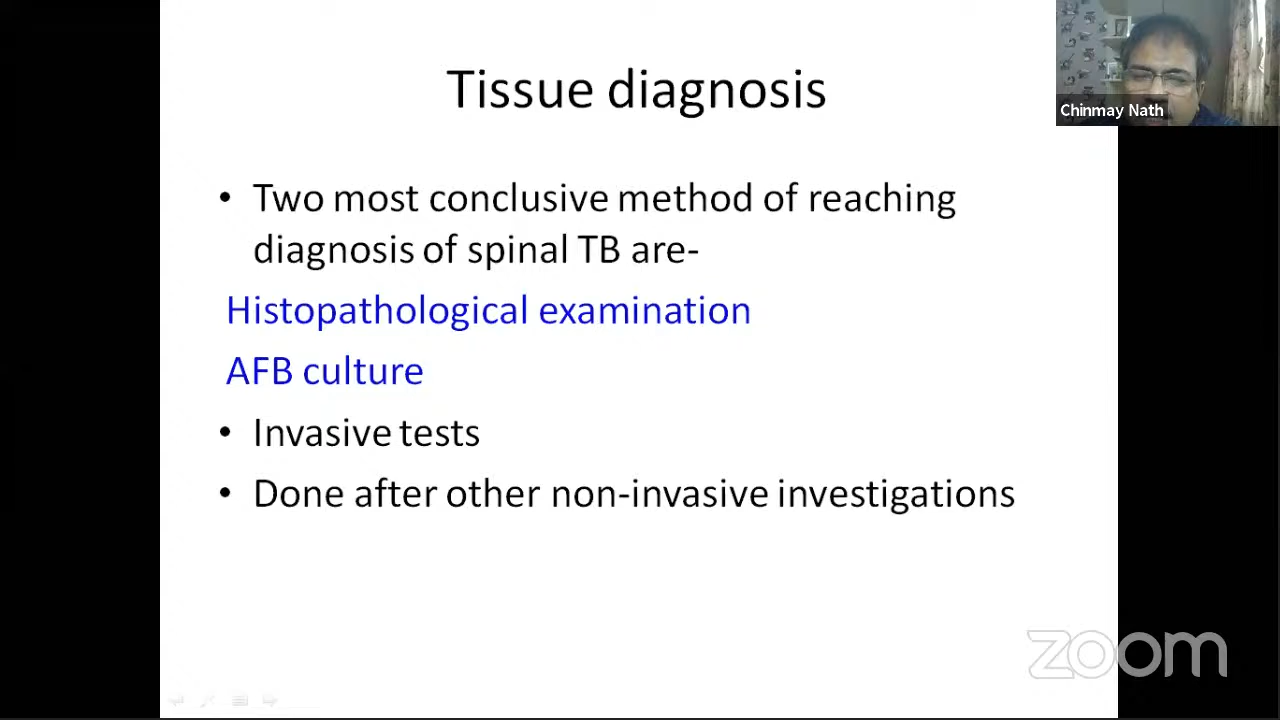 Tissue diagnosis
Chinmay Nath
• Two most conclusive method of reaching
diagnosis of spinal TB are-
Histopathological examination
AFB culture
• Invasive tests
• Done after other non-invasive investigations
zoom